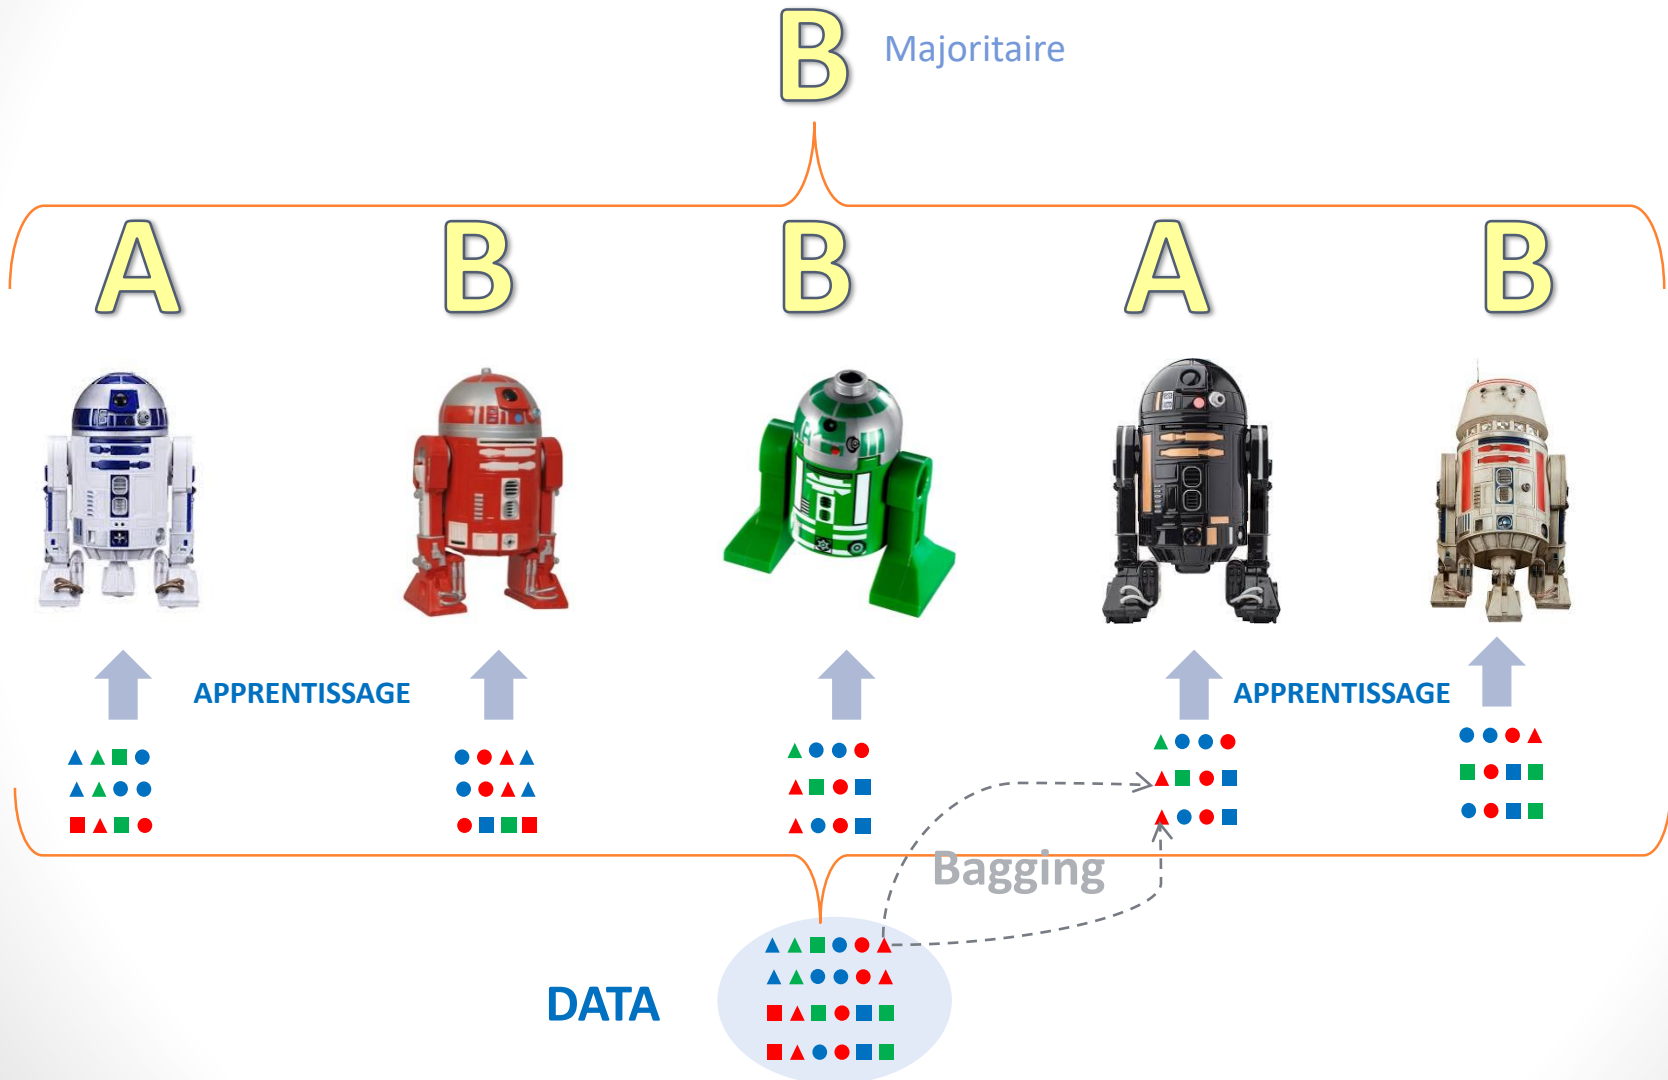 B Majoritaire
A B B A B
APPRENTISSAGE APPRENTISSAGE
Bagging
DATA